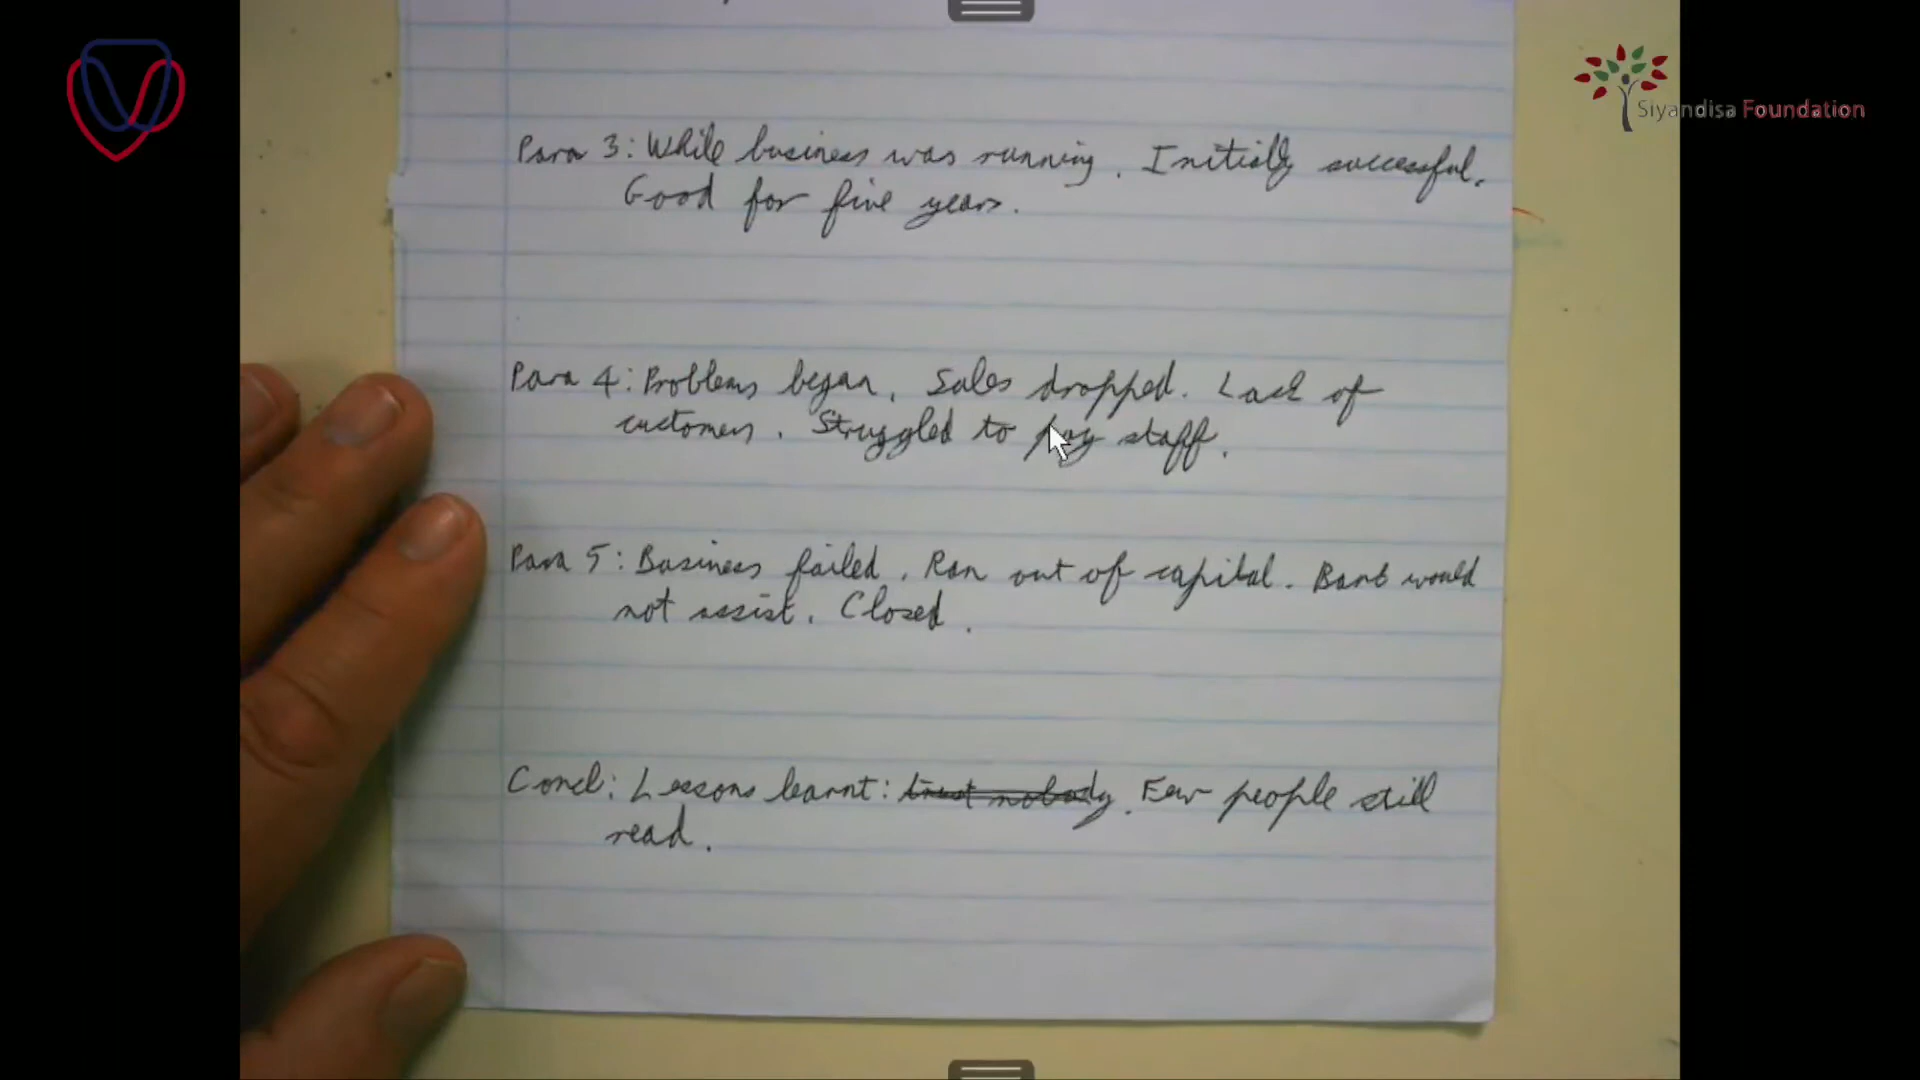 Siyandisa Foundation
Para 3: While business was running. Initially successful.
Good for five years.
Para 4: Problems began. Sales dropped. Lack of
customers. Struggled to pay staff.
Para 5: Business failed. Ran out of capital. Bank would
not assist. Closed.
Concl: Lessons learnt: trust nobody. Few people still
read.